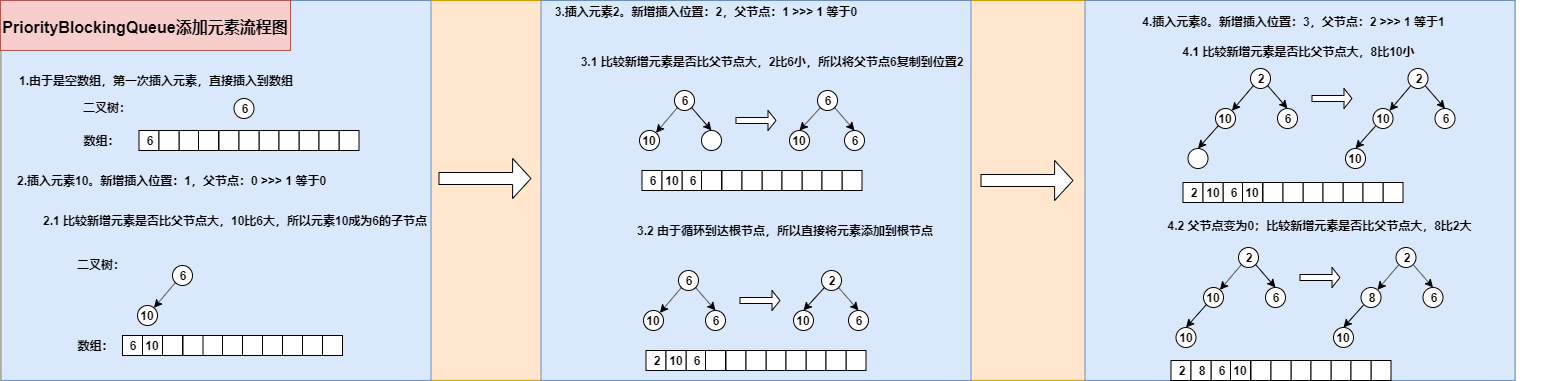 PriorityBlockingQueue添加元素流程图
1.由于是空数组，第一次插入元素，直接插入到数组
二叉树：
6
数组：
6
2.插入元素10。新增插入位置：1，父节点：0 >>> 1 等于0
2.1 比较新增元素是否比父节点大，10比6大，所以元素10成为6的子节点
二叉树：
6
10
数组：
6 10
3.插入元素2。新增插入位置：2，父节点：1 >>> 1 等于0
3.1 比较新增元素是否比父节点大，2比6小，所以将父节点6复制到位置2
6 6
10 10 6
6 10 6
3.2 由于循环到达根节点，所以直接将元素添加到根节点
6 2
10 6 10 6
2 10 6
4.插入元素8。新增插入位置：3，父节点：2 >>> 1 等于1
4.1 比较新增元素是否比父节点大，8比10小
2 2
10 6 10 6
10
2 10 6 10
4.2 父节点变为0；比较新增元素是否比父节点大，8比2大
2 2
10 6 8 6
10 10
2 8 6 10